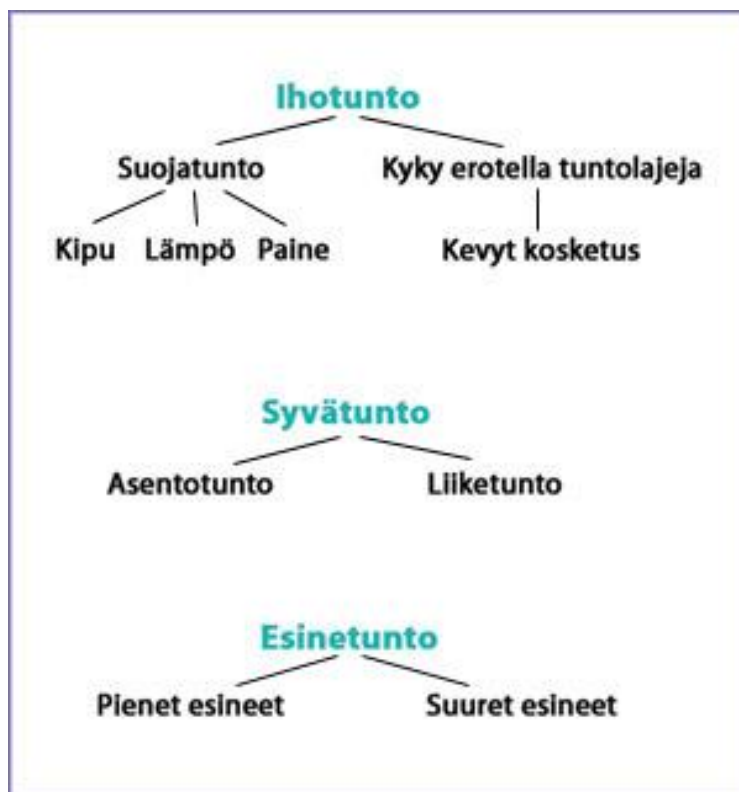 Ihotunto
Suojatunto Kyky erotella tuntolajeja
Kipu Lämpö Paine Kevyt kosketus
Syvätunto
Asentotunto Liiketunto
Esinetunto
Pienet esineet Suuret esineet